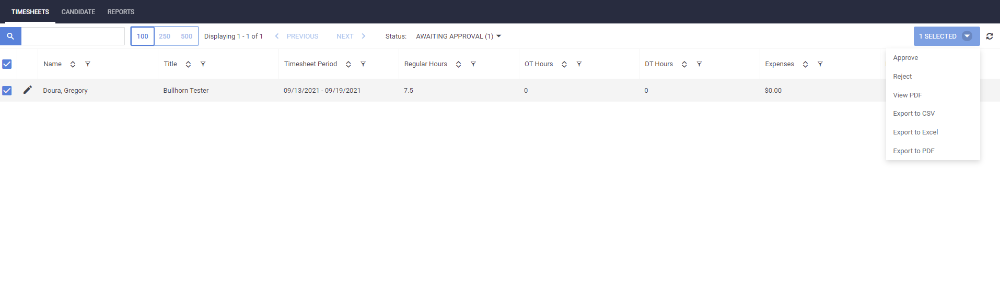 TIMESHEETS CANDIDATE REPORTS
100 250 500 Displaying 1 - 1 of 1 PREVIOUS NEXT Status: AWAITING APPROVAL (1) 1 SELECTED
Name Title Timesheet Period Regular Hours OT Hours DT Hours Expenses
Doura, Gregory Bullhorn Tester 09/13/2021 - 09/19/2021 7.5 0 0 $0.00
Approve
Reject
View PDF
Export to CSV
Export to Excel
Export to PDF